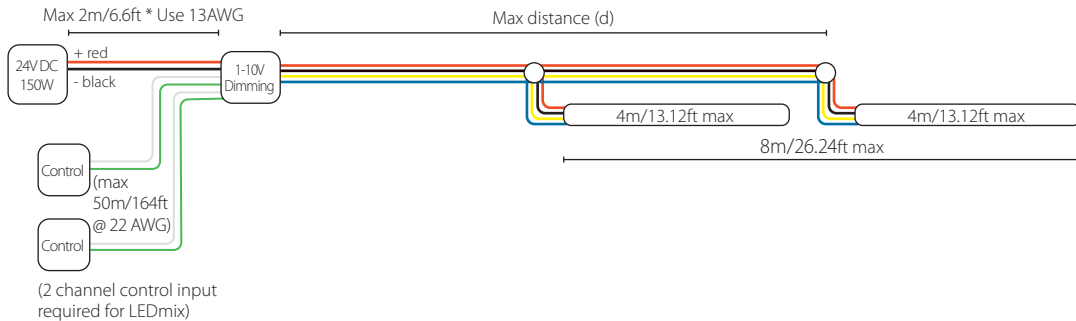 Max 2m/6.6ft * Use 13AWG
Max distance (d)
+ red
24V DC
150W
- black
1-10V
Dimming
4m/13.12ft max
4m/13.12ft max
8m/26.24ft max
Control
(max
50m/164ft
@ 22 AWG)
Control
(2 channel control input
required for LEDmix)